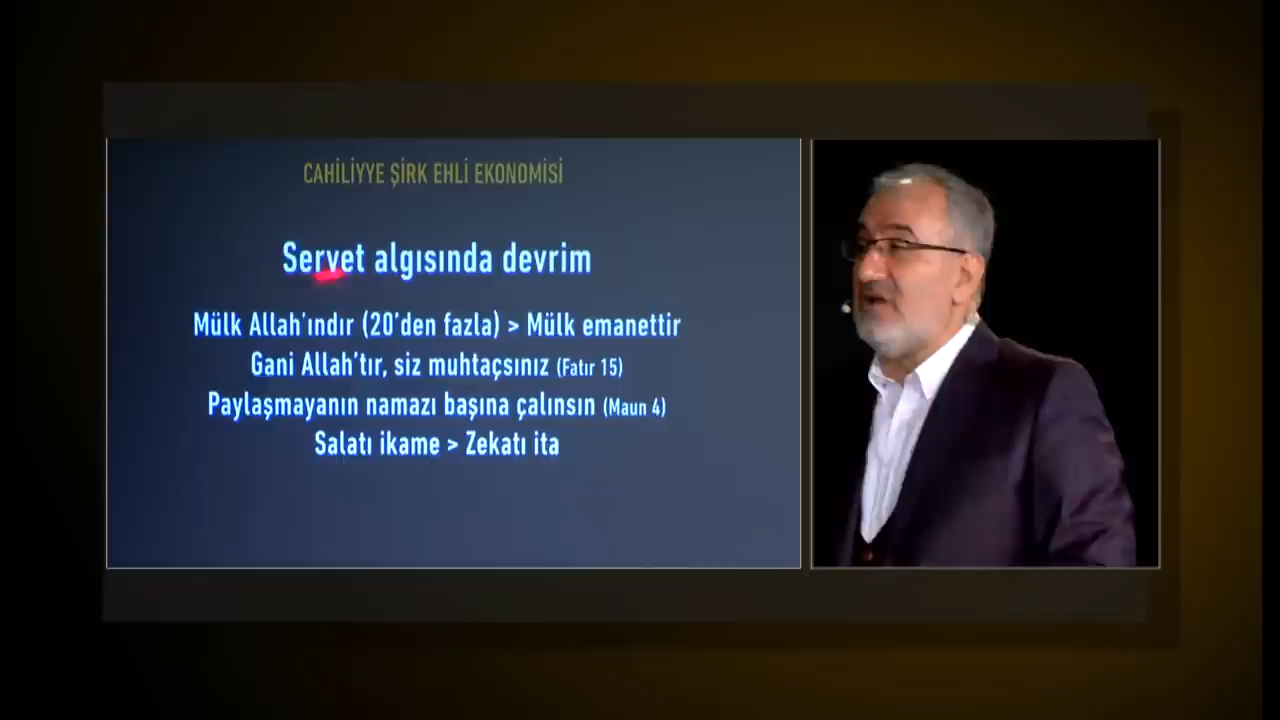 CAHİLİYYE ŞİRK EHLİ EKONOMİSİ
Servet algısında devrim
Mülk Allah'ındır (20'den fazla) > Mülk emanettir
Gani Allah'tır, siz muhtaçsınız (Fatır 15)
Paylaşmayanın namazı başına çalınsın (Maun 4)
Salatı ikame > Zekatı ita